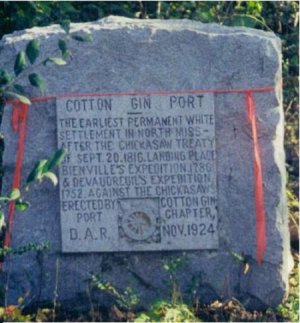 COTTON GIN PORT
THE EARLIEST PERMANENT WHITE
SETTLEMENT IN NORTH MISS-
AFTER THE CHICKASAW TREATY
OF SEPT. 20, 1816, LANDING PLACE
BIENVILLE'S EXPEDITION, 1736
& DEVAUDREUIL'S EXPEDITION
1752 AGAINST THE CHICKASAWS
ERECTED BY COTTON GIN
PORT CHAPTER,
D.A.R. NOV. 1924